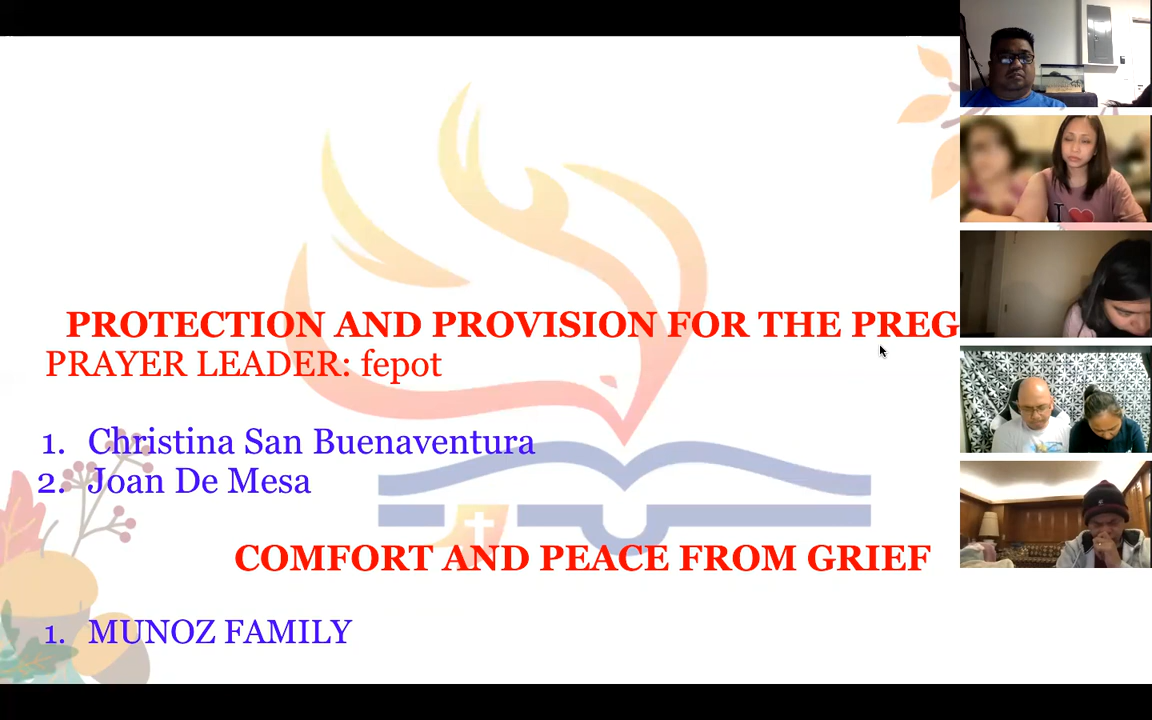 PROTECTION AND PROVISION FOR THE PREG
PRAYER LEADER: fepot
1. Christina San Buenaventura
2. Joan De Mesa
COMFORT AND PEACE FROM GRIEF
1. MUNOZ FAMILY
I